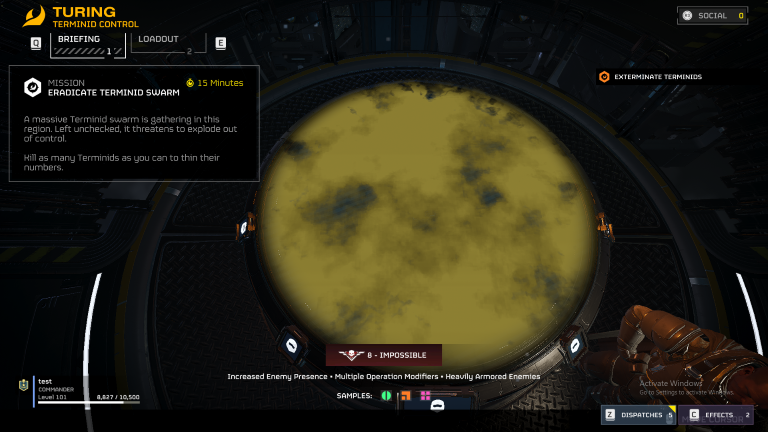 TURING
TERMINID CONTROL
SOCIAL 0
Q BRIEFING 1 LOADOUT 2 E
MISSION 15 Minutes
ERADICATE TERMINID SWARM
A massive Terminid swarm is gathering in this
region. Left unchecked, it threatens to explode out
of control.
Kill as many Terminids as you can to thin their
numbers.
EXTERMINATE TERMINIDS
8 - IMPOSSIBLE
Increased Enemy Presence • Multiple Operation Modifiers • Heavily Armored Enemies
SAMPLES:
test
COMMANDER
Level 101 8,827 / 10,500
Activate Windows
Go to Settings to activate Windows.
Z DISPATCHES 5 C EFFECTS 2
CURSOR